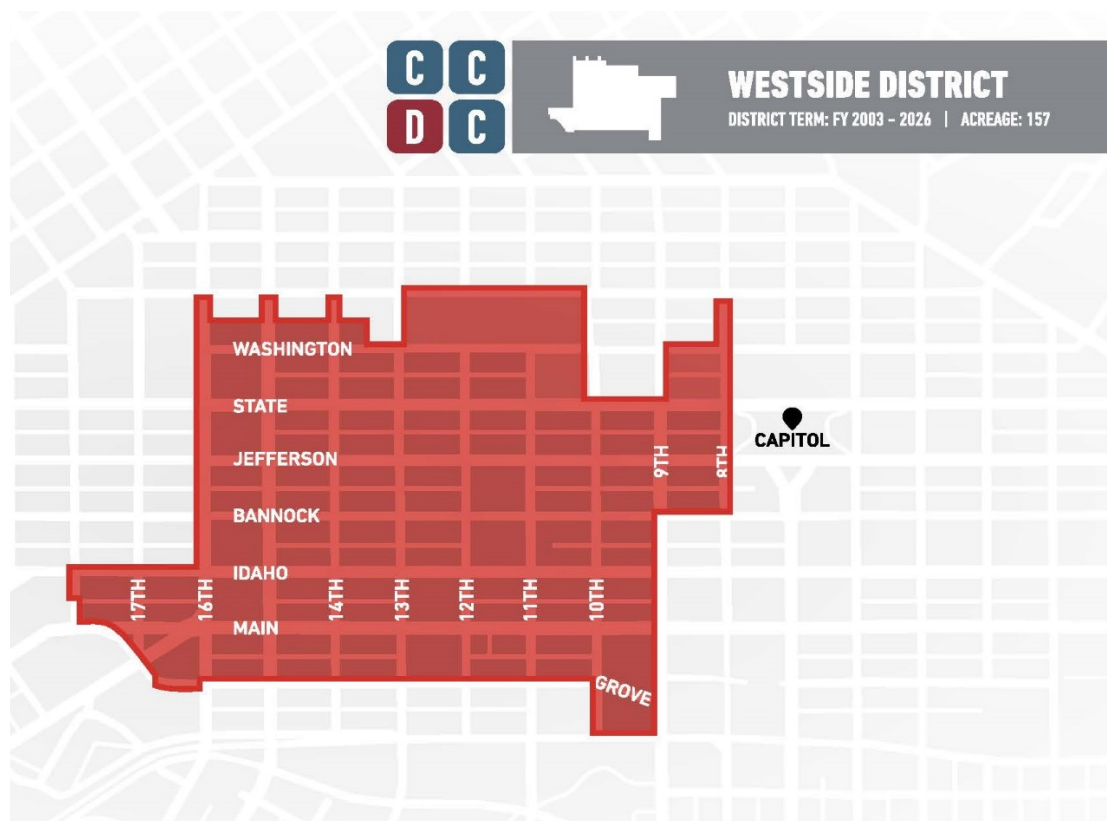 C C
D C
WESTSIDE DISTRICT
DISTRICT TERM: FY 2003 – 2026 | ACREAGE: 157
WASHINGTON
STATE
CAPITOL
JEFFERSON
9TH
8TH
BANNOCK
IDAHO
17TH
16TH
14TH
13TH
12TH
11TH
10TH
MAIN
GROVE